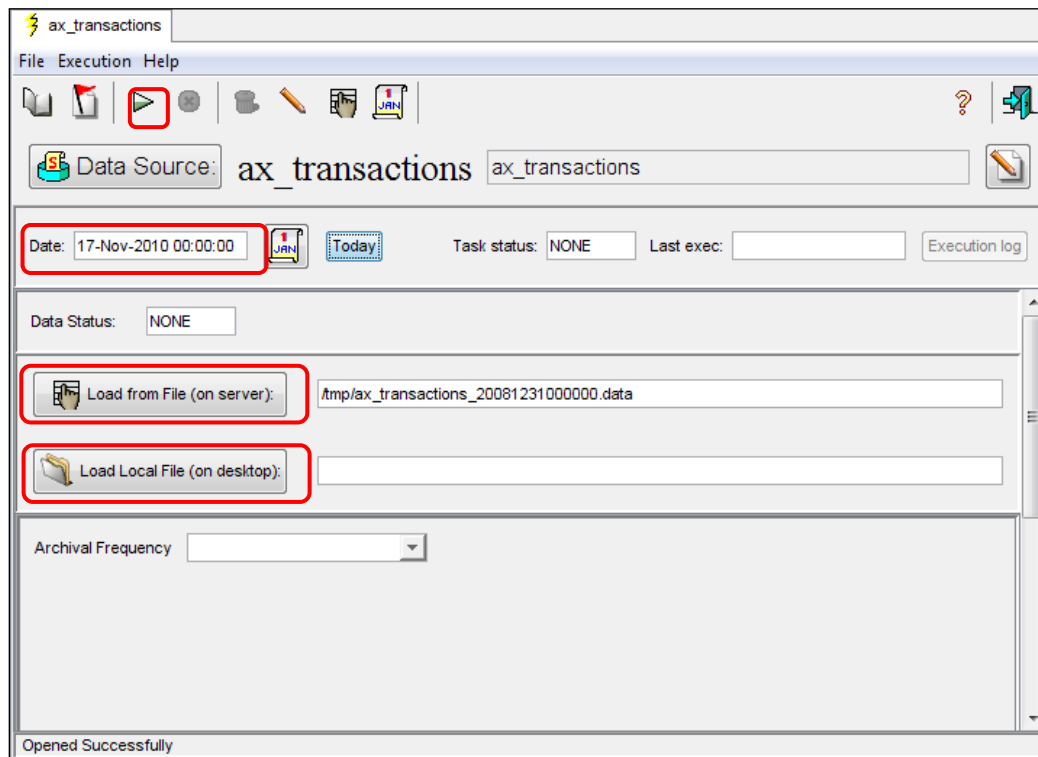 ax_transactions
File Execution Help
1 JAN
Data Source: ax_transactions ax_transactions
Date: 17-Nov-2010 00:00:00 1 JAN Today Task status: NONE Last exec: Execution log
Data Status: NONE
Load from File (on server): /tmp/ax_transactions_20081231000000.data
Load Local File (on desktop):
Archival Frequency
Opened Successfully